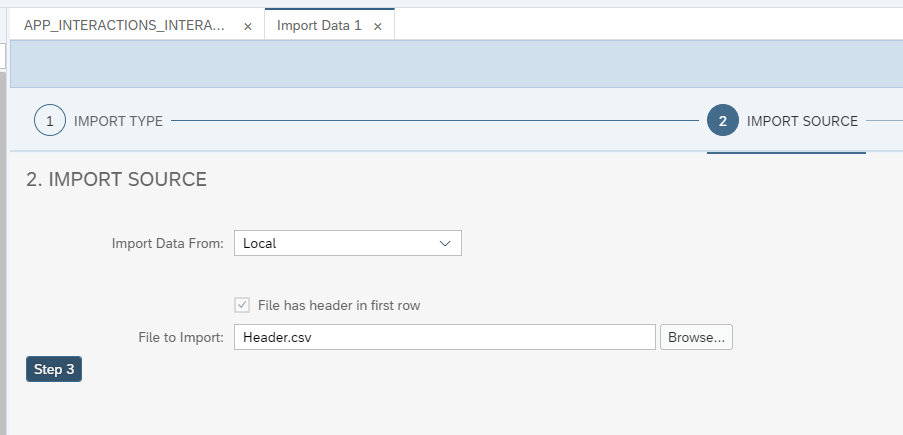 APP_INTERACTIONS_INTERA... × Import Data 1 ×
1 IMPORT TYPE 2 IMPORT SOURCE
2. IMPORT SOURCE
Import Data From: Local
File has header in first row
File to Import: Header.csv Browse...
Step 3